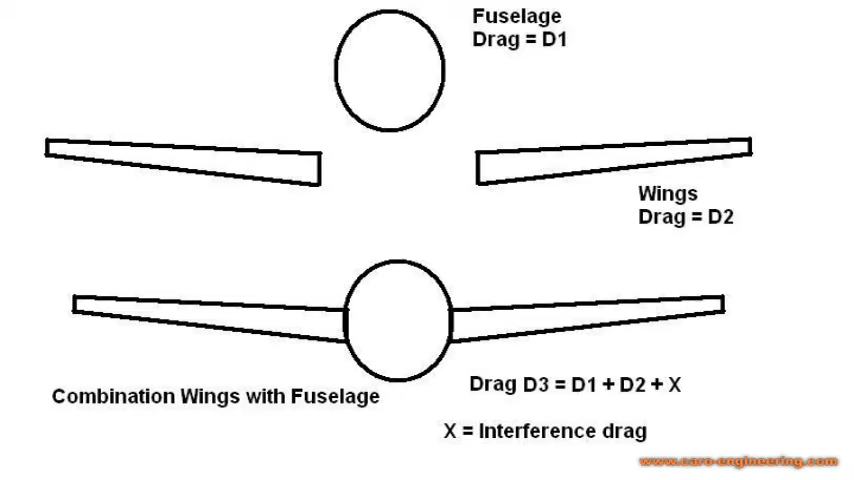 Fuselage
Drag = D1
Wings
Drag = D2
Combination Wings with Fuselage
Drag D3 = D1 + D2 + X
X = Interference drag
www.caro-engineering.com